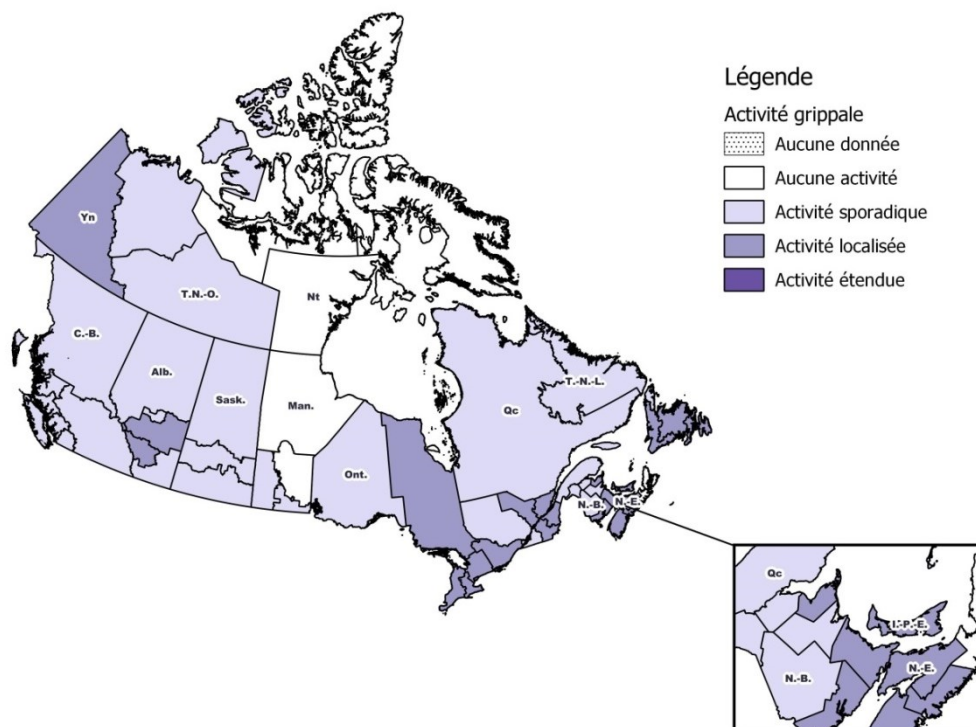 Légende
Activité grippale
Aucune donnée
Aucune activité
Activité sporadique
Activité localisée
Activité étendue
Yn
T.N.-O.
Nt
C.-B.
Alb.
Sask.
Man.
Ont.
Qc
T.-N.-L.
N.-B.
N.-E.
Qc
I.-P.-E.
N.-B.
N.-E.